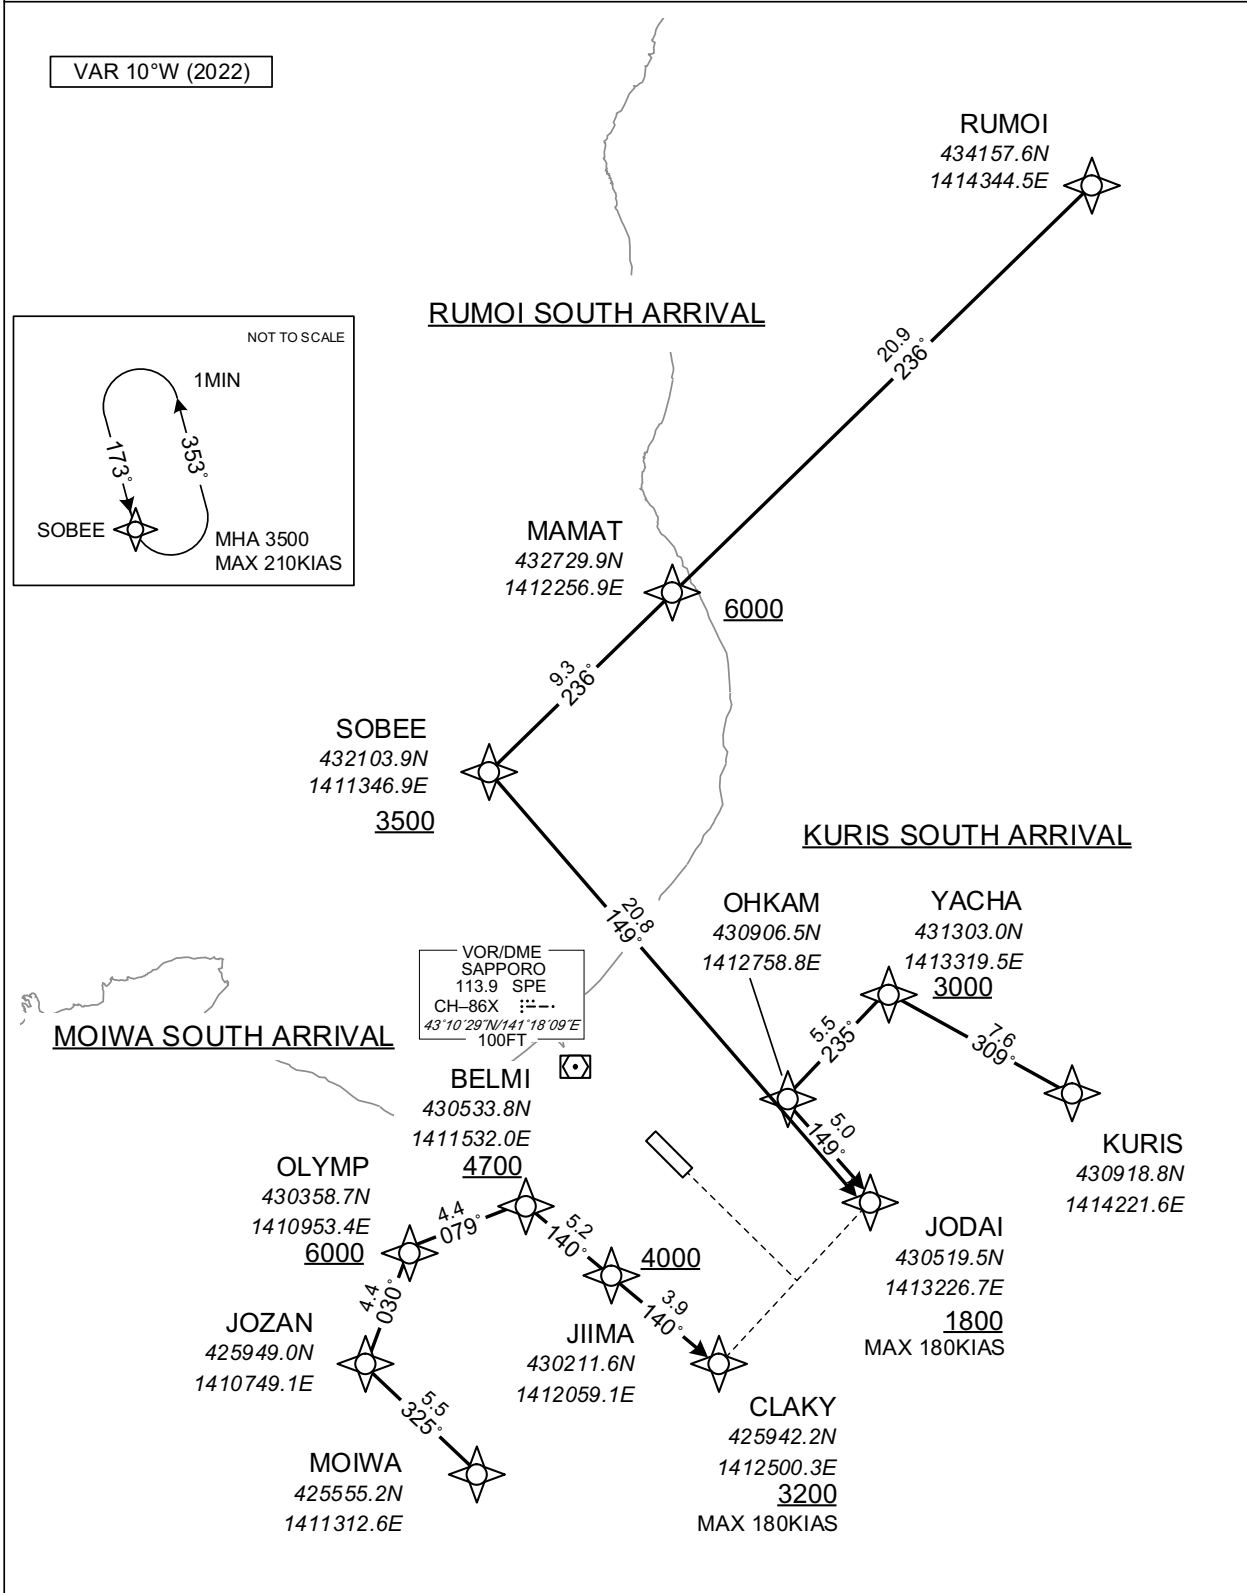 VAR 10°W (2022)
RUMOI
434157.6N
1414344.5E
RUMOI SOUTH ARRIVAL
20.9
236°
NOT TO SCALE
1MIN
173°
353°
SOBEE
MHA 3500
MAX 210KIAS
MAMAT
432729.9N
1412256.9E
6000
9.3
236°
SOBEE
432103.9N
1411346.9E
3500
KURIS SOUTH ARRIVAL
20.8
149°
OHKAM
430906.5N
1412758.8E
YACHA
431303.0N
1413319.5E
3000
5.5
235°
7.6
309°
5.0
149°
KURIS
430918.8N
1414221.6E
VOR/DME
SAPPORO
113.9 SPE
CH–86X
43°10′29″N/141°18′09″E
100FT
MOIWA SOUTH ARRIVAL
BELMI
430533.8N
1411532.0E
4700
OLYMP
430358.7N
1410953.4E
6000
4.4
079°
5.2
140°
4000
JODAI
430519.5N
1413226.7E
1800
MAX 180KIAS
4.4
030°
3.9
140°
JOZAN
425949.0N
1410749.1E
JIIMA
430211.6N
1412059.1E
5.5
325°
CLAKY
425942.2N
1412500.3E
3200
MAX 180KIAS
MOIWA
425555.2N
1411312.6E